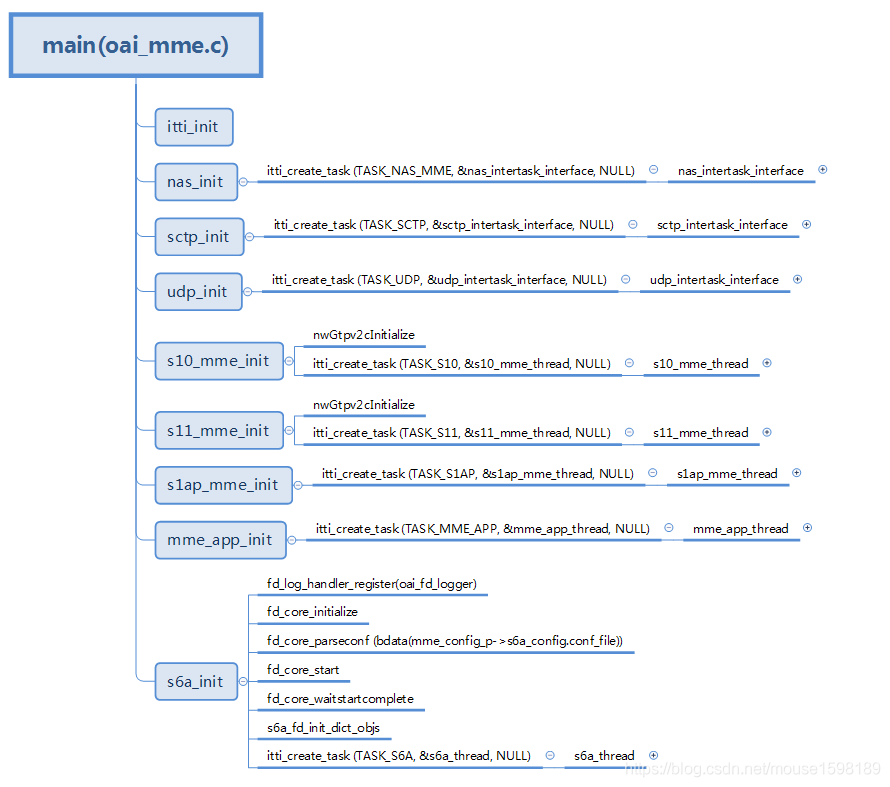 main(oai_mme.c)
itti_init
nas_init
itti_create_task (TASK_NAS_MME, &nas_intertask_interface, NULL)
nas_intertask_interface
sctp_init
itti_create_task (TASK_SCTP, &sctp_intertask_interface, NULL)
sctp_intertask_interface
udp_init
itti_create_task (TASK_UDP, &udp_intertask_interface, NULL)
udp_intertask_interface
s10_mme_init
nwGtpv2cInitialize
itti_create_task (TASK_S10, &s10_mme_thread, NULL)
s10_mme_thread
s11_mme_init
nwGtpv2cInitialize
itti_create_task (TASK_S11, &s11_mme_thread, NULL)
s11_mme_thread
s1ap_mme_init
itti_create_task (TASK_S1AP, &s1ap_mme_thread, NULL)
s1ap_mme_thread
mme_app_init
itti_create_task (TASK_MME_APP, &mme_app_thread, NULL)
mme_app_thread
s6a_init
fd_log_handler_register(oai_fd_logger)
fd_core_initialize
fd_core_parseconf (bdata(mme_config_p->s6a_config.conf_file))
fd_core_start
fd_core_waitstartcomplete
s6a_fd_init_dict_objs
itti_create_task (TASK_S6A, &s6a_thread, NULL)
s6a_thread
https://blog.csdn.net/mouse1598189